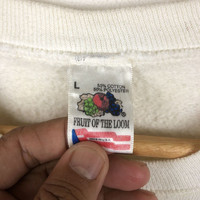 L
50% COTTON
50% POLYESTER
FRUIT OF THE LOOM